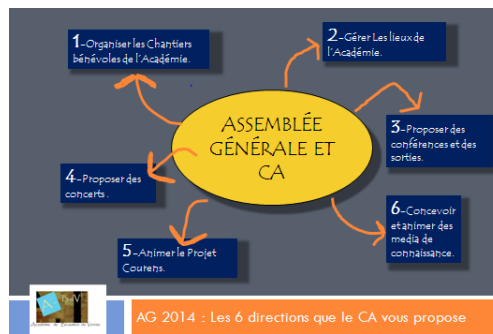 1-Organiser les Chantiers
bénévoles de l'Académie.
2-Gérer Les lieux de
l'Académie.
ASSEMBLÉE
GÉNÉRALE ET
CA
3-Proposer des
conférences et des
sorties.
4-Proposer des
concerts.
5-Animer le Projet
Courens.
6-Concevoir
et animer des
media de
connaissance.
AG 2014 : Les 6 directions que le CA vous propose